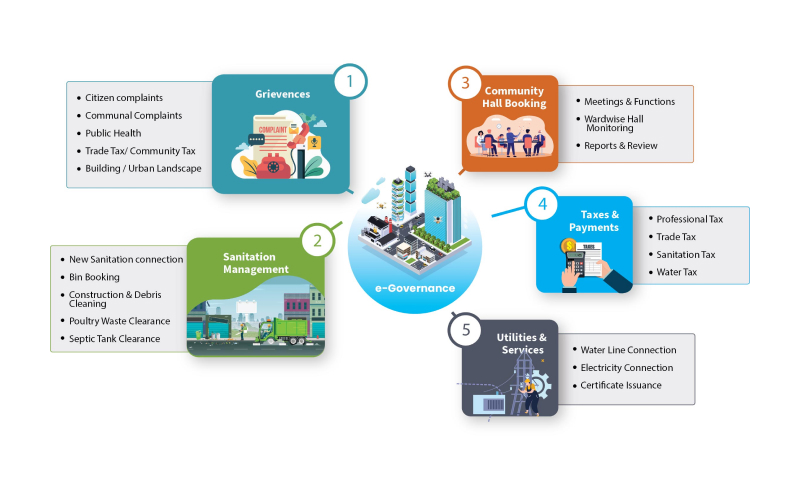 1
Grievences
• Citizen complaints
• Communal Complaints
• Public Health
• Trade Tax/ Community Tax
• Building / Urban Landscape
COMPLAINT
2
Sanitation
Management
• New Sanitation connection
• Bin Booking
• Construction & Debris
Cleaning
• Poultry Waste Clearance
• Septic Tank Clearance
e-Governance
3
Community
Hall Booking
• Meetings & Functions
• Wardwise Hall
Monitoring
• Reports & Review
4
Taxes &
Payments
TAXES
$
• Professional Tax
• Trade Tax
• Sanitation Tax
• Water Tax
5
Utilities &
Services
• Water Line Connection
• Electricity Connection
• Certificate Issuance